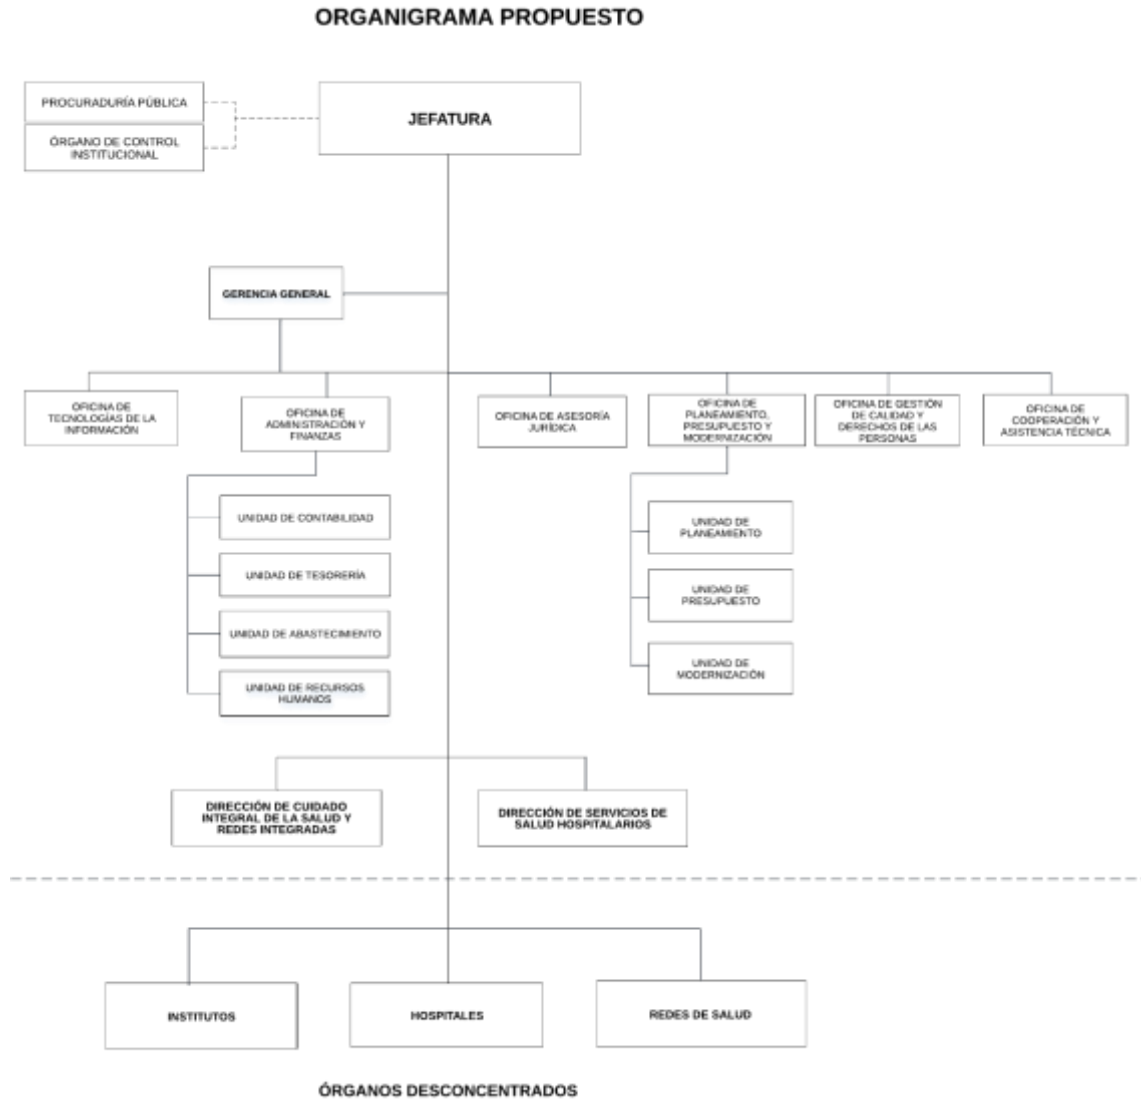 ORGANIGRAMA PROPUESTO
PROCURADURÍA PÚBLICA
ÓRGANO DE CONTROL
INSTITUCIONAL
JEFATURA
GERENCIA GENERAL
OFICINA DE
TECNOLOGÍAS DE LA
INFORMACIÓN
OFICINA DE
ADMINISTRACIÓN Y
FINANZAS
OFICINA DE ASESORÍA
JURÍDICA
OFICINA DE
PLANEAMIENTO,
PRESUPUESTO Y
MODERNIZACIÓN
OFICINA DE GESTIÓN
DE CALIDAD Y
DERECHOS DE LAS
PERSONAS
OFICINA DE
COOPERACIÓN Y
ASISTENCIA TÉCNICA
UNIDAD DE CONTABILIDAD
UNIDAD DE TESORERÍA
UNIDAD DE ABASTECIMIENTO
UNIDAD DE RECURSOS
HUMANOS
UNIDAD DE
PLANEAMIENTO
UNIDAD DE
PRESUPUESTO
UNIDAD DE
MODERNIZACIÓN
DIRECCIÓN DE CUIDADO
INTEGRAL DE LA SALUD Y
REDES INTEGRADAS
DIRECCIÓN DE SERVICIOS DE
SALUD HOSPITALARIOS
INSTITUTOS
HOSPITALES
REDES DE SALUD
ÓRGANOS DESCONCENTRADOS